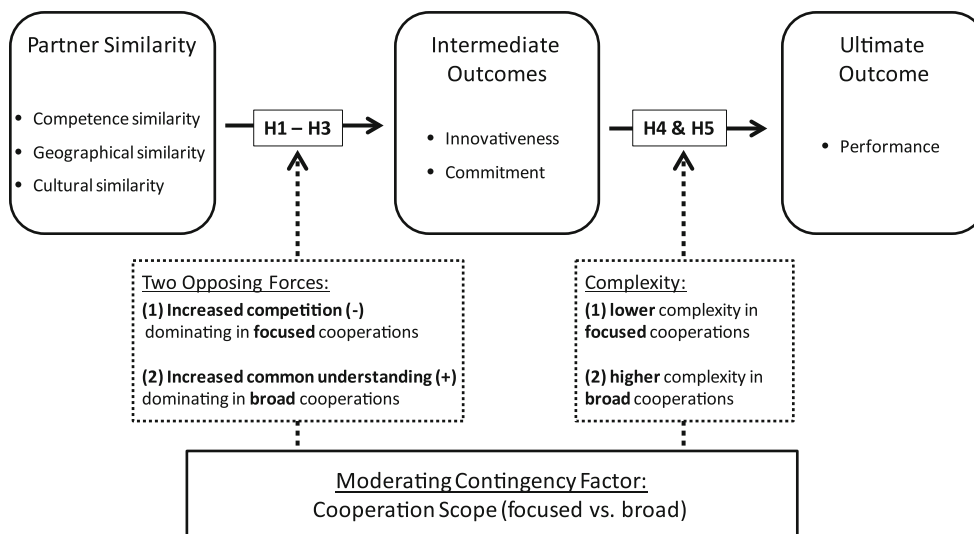 Partner Similarity
• Competence similarity
• Geographical similarity
• Cultural similarity
H1 – H3
Intermediate
Outcomes
• Innovativeness
• Commitment
H4 & H5
Ultimate
Outcome
• Performance
Two Opposing Forces:
(1) Increased competition (-)
dominating in focused cooperations
(2) Increased common understanding (+)
dominating in broad cooperations
Complexity:
(1) lower complexity in
focused cooperations
(2) higher complexity in
broad cooperations
Moderating Contingency Factor:
Cooperation Scope (focused vs. broad)